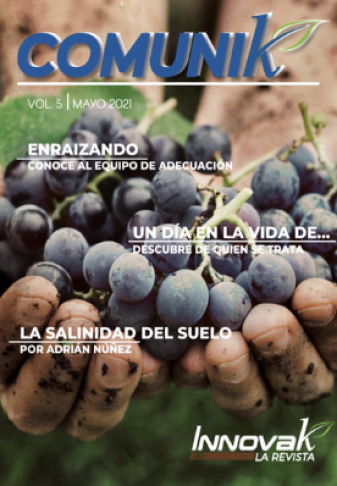 COMUNIK
VOL. 5 | MAYO 2021
ENRAIZANDO
CONOCE AL EQUIPO DE ADECUACIÓN
UN DÍA EN LA VIDA DE...
DESCUBRE DE QUIEN SE TRATA
LA SALINIDAD DEL SUELO
POR ADRIÁN NÚÑEZ
INNOVAK
LA REVISTA